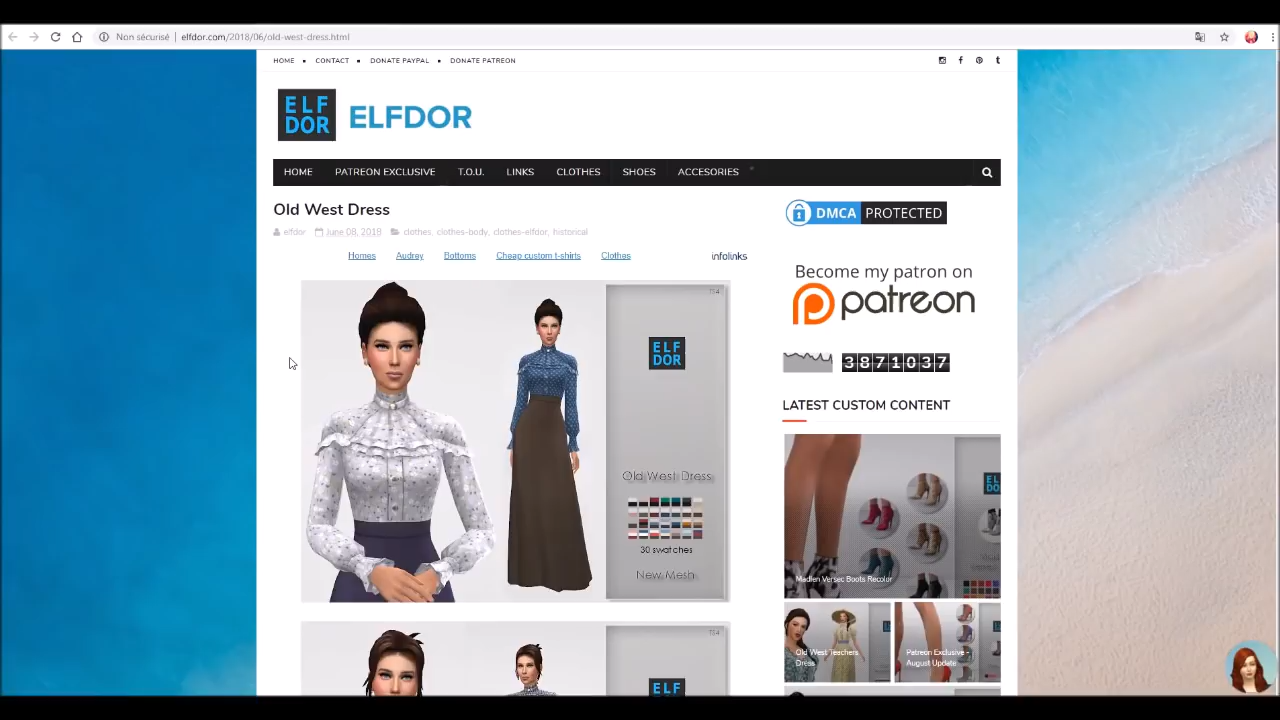 Non sécurisé | elfdor.com/2018/06/old-west-dress.html
HOME CONTACT DONATE PAYPAL DONATE PATREON
ELF
DOR
ELFDOR
HOME PATREON EXCLUSIVE T.O.U. LINKS CLOTHES SHOES ACCESORIES
Old West Dress
elfdor June 08, 2018 clothes, clothes-body, clothes-elfdor, historical
Homes Audrey Bottoms Cheap custom t-shirts Clothes infolinks
TS4
ELF
DOR
Old West Dress
30 swatches
New Mesh
TS4
ELF
DMCA PROTECTED
Become my patron on
patreon
3871037
LATEST CUSTOM CONTENT
Madlen Versec Boots Recolor
Old West Teachers
Dress
Patreon Exclusive -
August Update